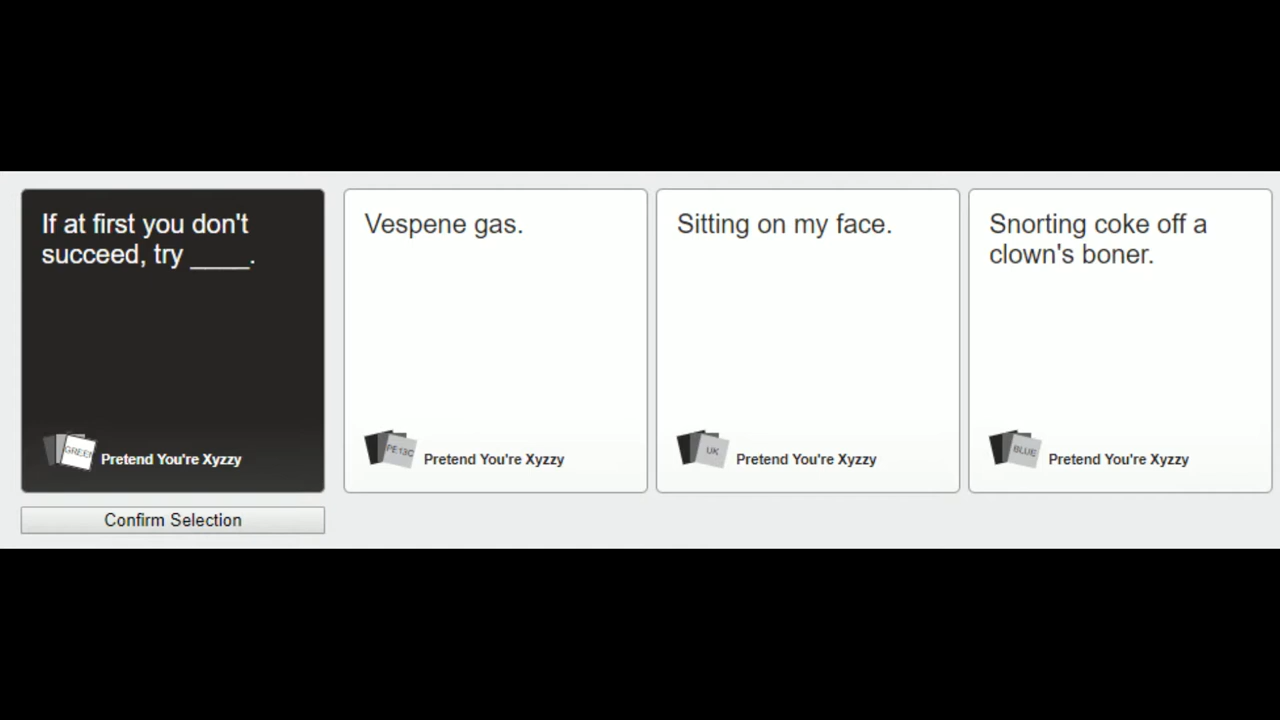 If at first you don't
succeed, try ____.
GREEN
Pretend You're Xyzzy
Confirm Selection
Vespene gas.
PE13C
Pretend You're Xyzzy
Sitting on my face.
UK
Pretend You're Xyzzy
Snorting coke off a
clown's boner.
BLUE
Pretend You're Xyzzy